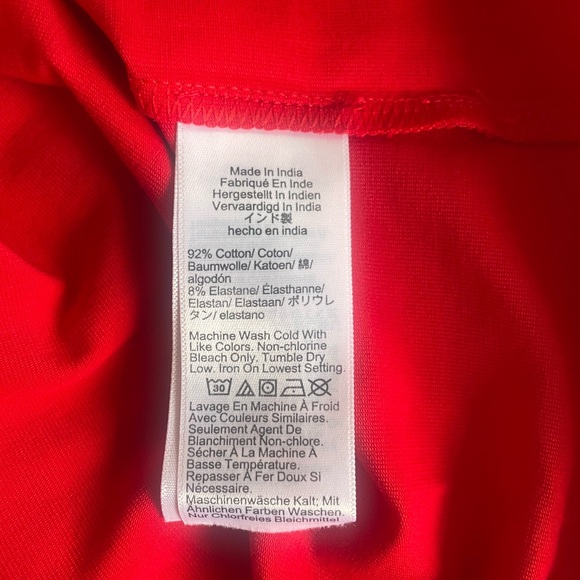 Made In India
Fabriqué En Inde
Hergestellt In Indien
Vervaardigd In India
インド製
hecho en india
92% Cotton/ Coton/
Baumwolle/ Katoen/ 綿/
algodón
8% Elastane/ Élasthanne/
Elastan/ Elastaan/ ポリウレ
タン/ elastano
Machine Wash Cold With
Like Colors. Non-chlorine
Bleach Only. Tumble Dry
Low. Iron On Lowest Setting.
30
Lavage En Machine À Froid
Avec Couleurs Similaires.
Seulement Agent De
Blanchiment Non-chlore.
Sécher À La Machine À
Basse Température.
Repasser À Fer Doux Si
Nécessaire.
Maschinenwäsche Kalt; Mit
Ähnlichen Farben Waschen.
Nur Chlorfreies Bleichmittel